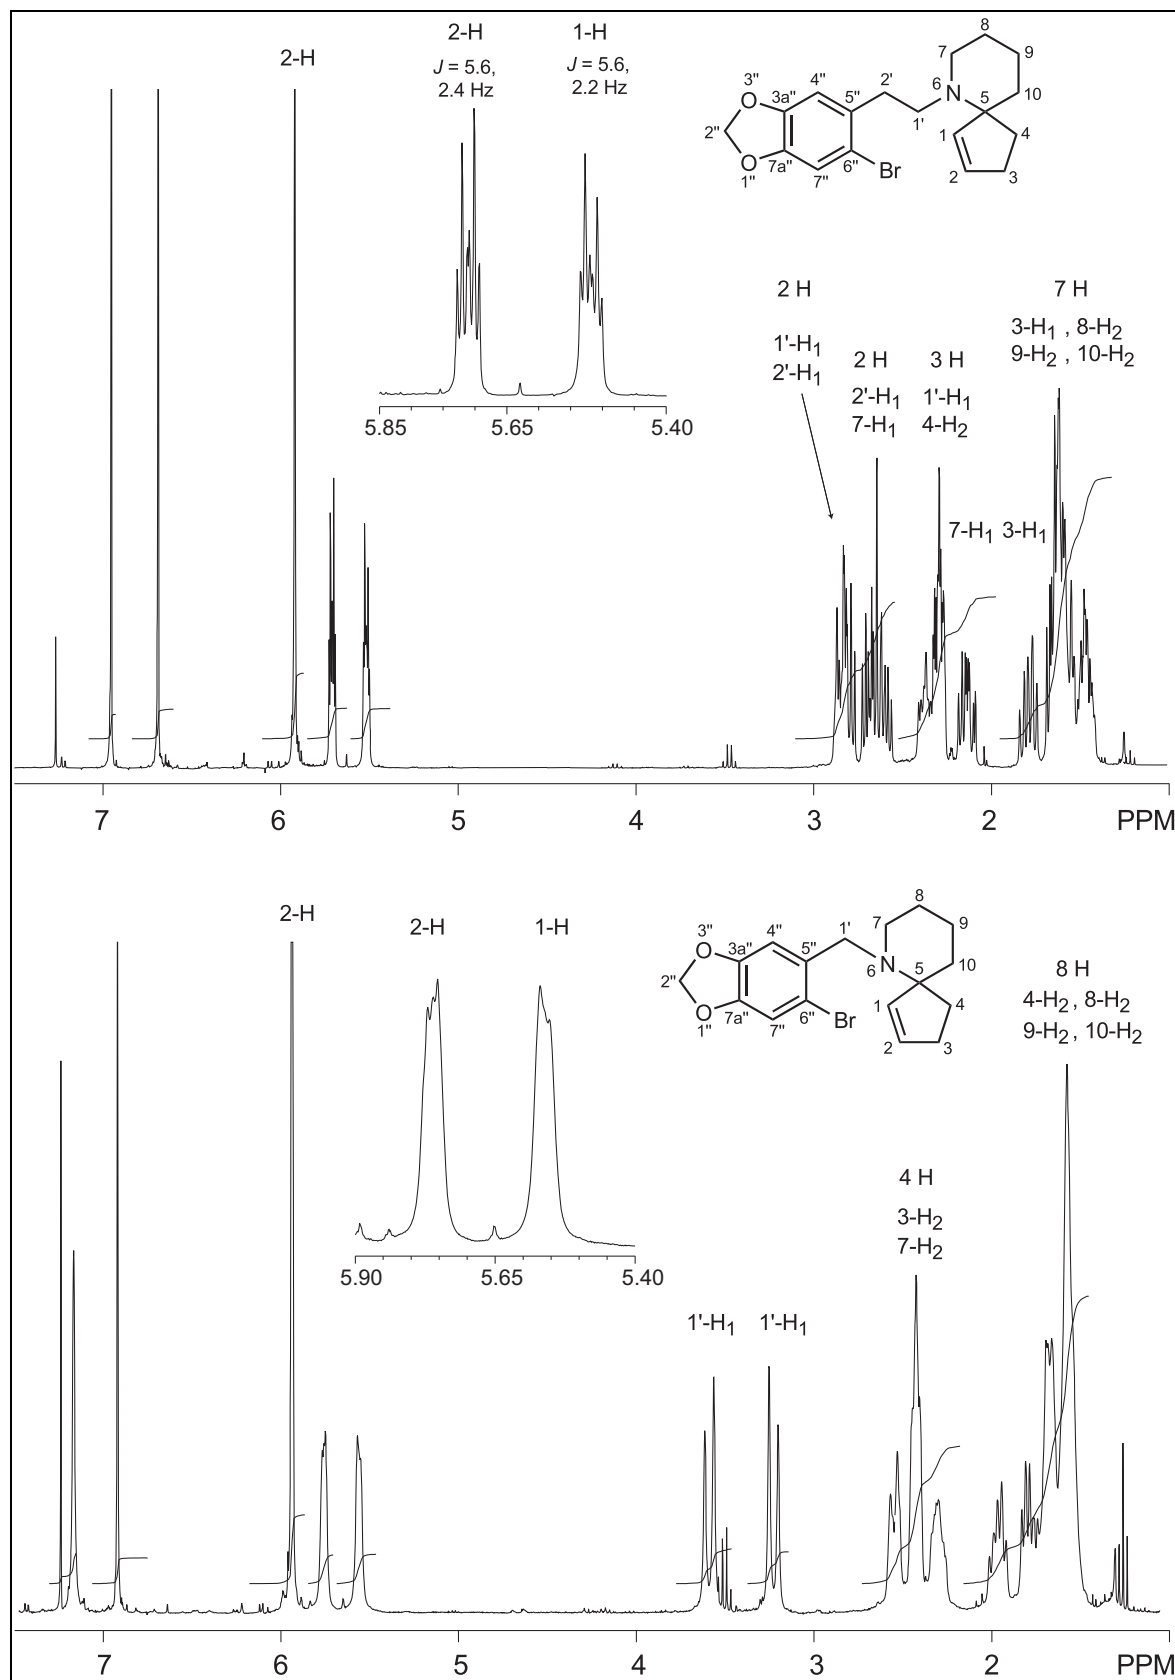 2-H
2-H
J = 5.6,
2.4 Hz
1-H
J = 5.6,
2.2 Hz
5.85
5.65
5.40
8
7
9
3"
4"
2'
6
N
10
O
3a"
5"
5
2"
1'
1
4
O
7a"
6"
Br
1"
7"
2
3
2 H
1'-H1
2'-H1
2 H
2'-H1
7-H1
3 H
1'-H1
4-H2
7 H
3-H1 , 8-H2
9-H2 , 10-H2
7-H1
3-H1
7
6
5
4
3
2
PPM
2-H
2-H
1-H
5.90
5.65
5.40
8
7
9
3"
4"
1'
O
3a"
5"
6
N
5
10
2"
1
4
O
7a"
6"
Br
1"
7"
2
3
8 H
4-H2 , 8-H2
9-H2 , 10-H2
4 H
3-H2
7-H2
1'-H1
1'-H1
7
6
5
4
3
2
PPM